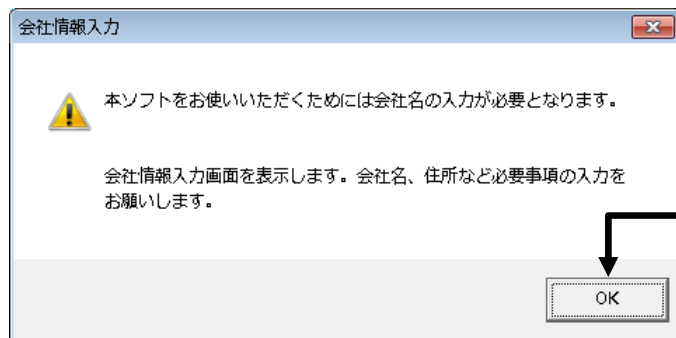 会社情報入力
本ソフトをお使いいただくためには会社名の入力が必要となります。
会社情報入力画面を表示します。会社名、住所など必要事項の入力を
お願いします。
OK